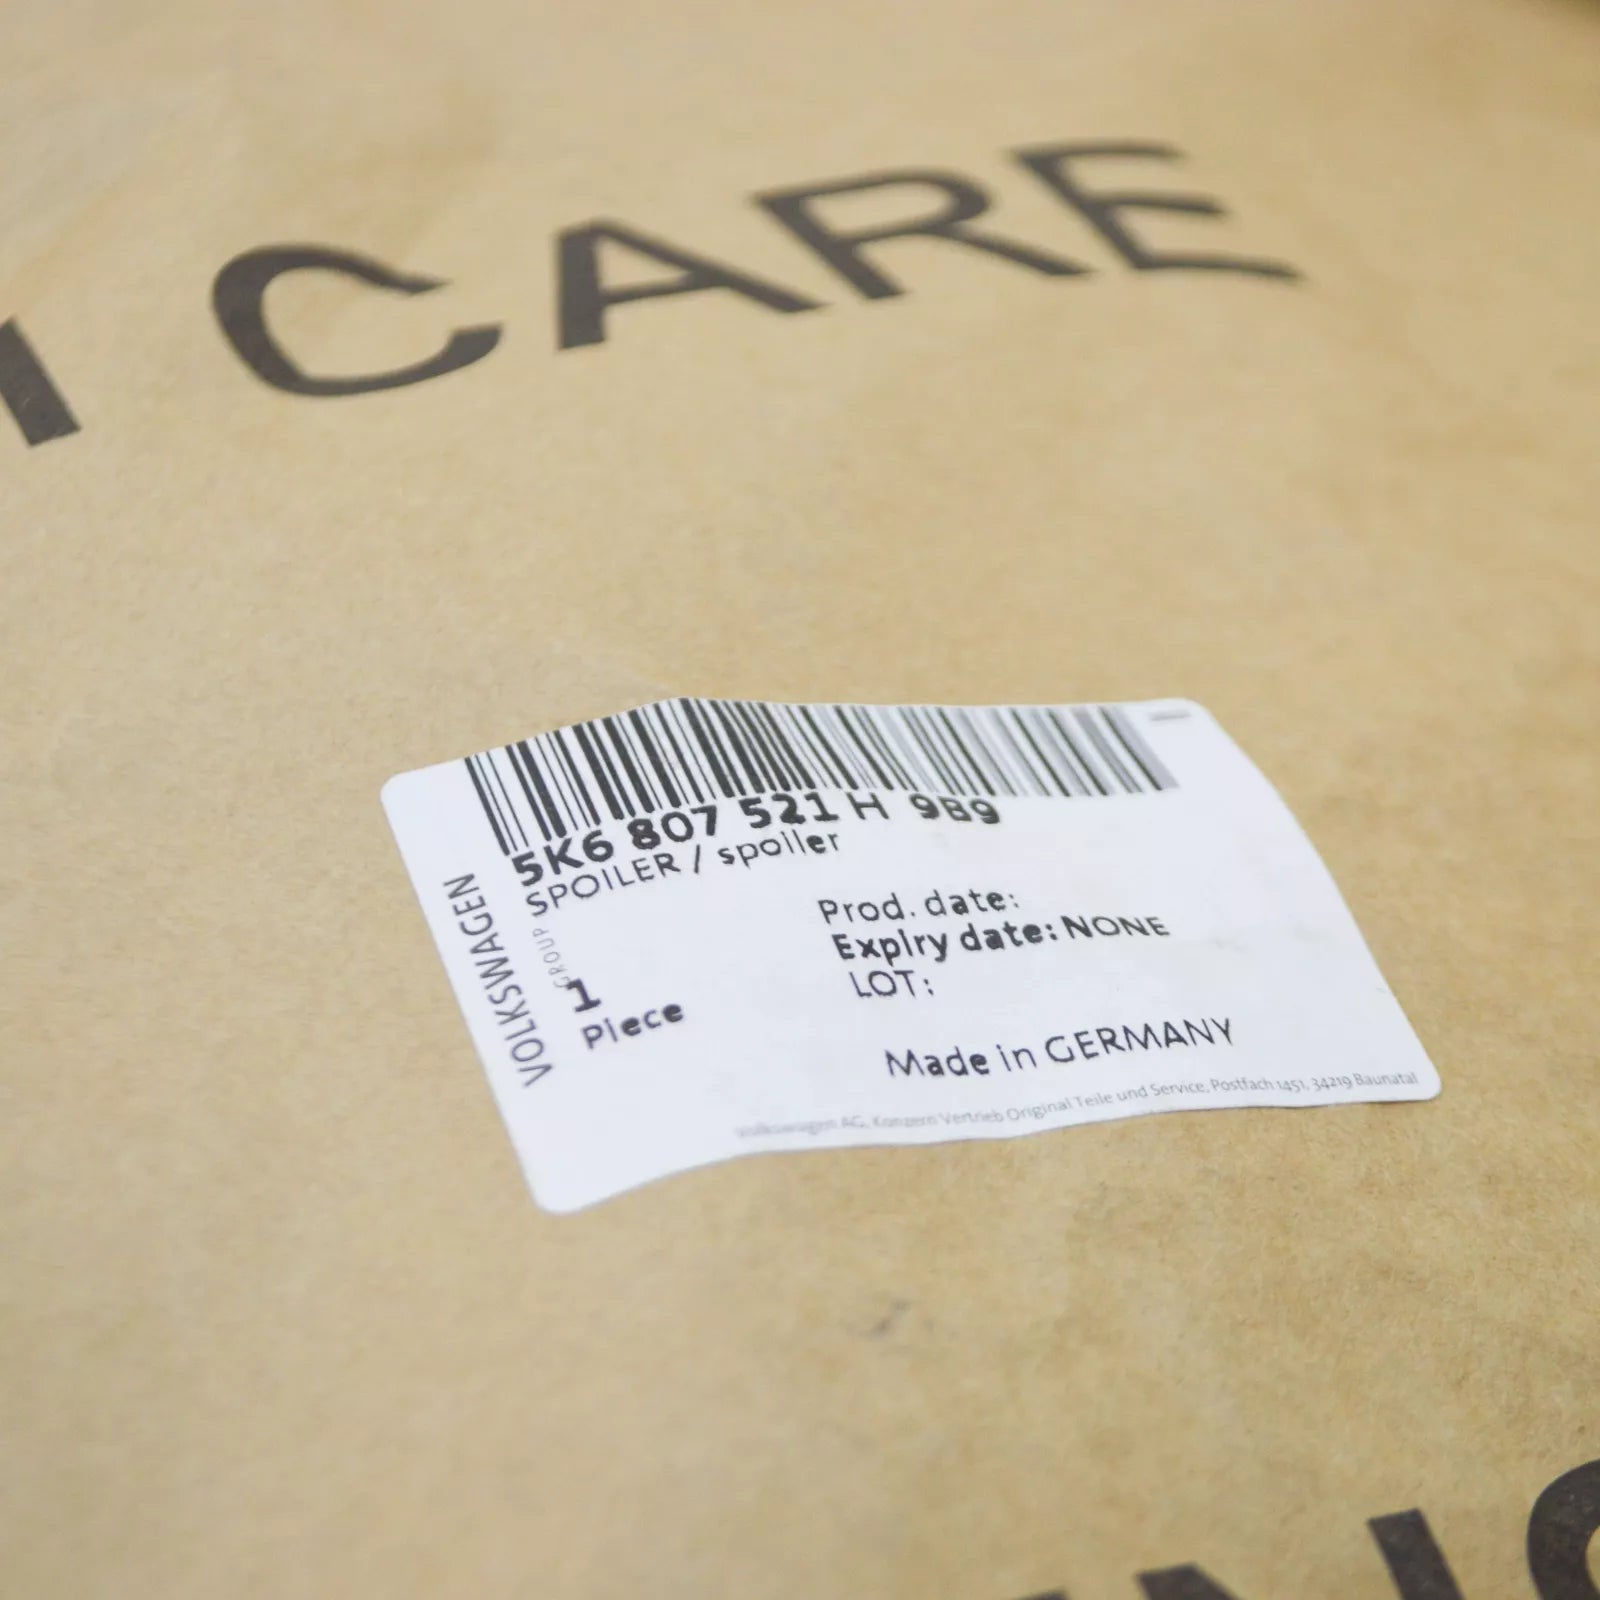 CARE
5K6 807 521 H 9B9
SPOILER / spoiler
VOLKSWAGEN
GROUP
1
Piece
Prod. date:
Expiry date: NONE
LOT:
Made in GERMANY
Volkswagen AG, Konzern Vertrieb Original Teile und Service, Postfach 1451, 34219 Baunatal